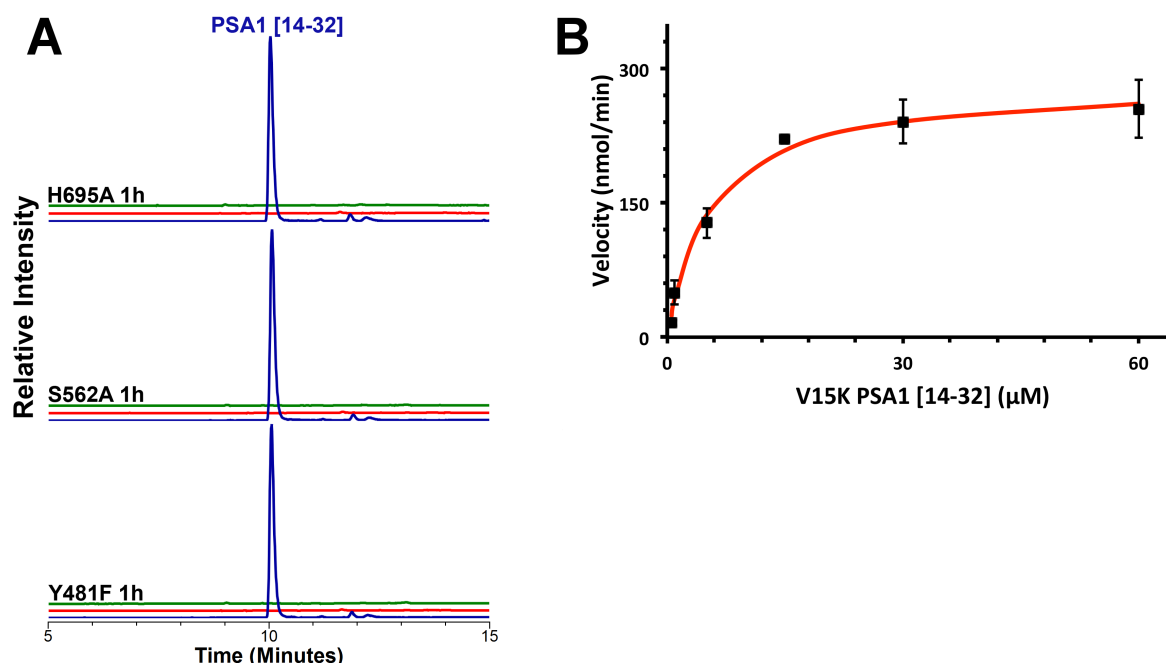 A
PSA1 [14-32]
H695A 1h
S562A 1h
Y481F 1h
Relative Intensity
5
10
15
Time (Minutes)
B
300
150
0
Velocity (nmol/min)
0
30
60
V15K PSA1 [14-32] (μM)